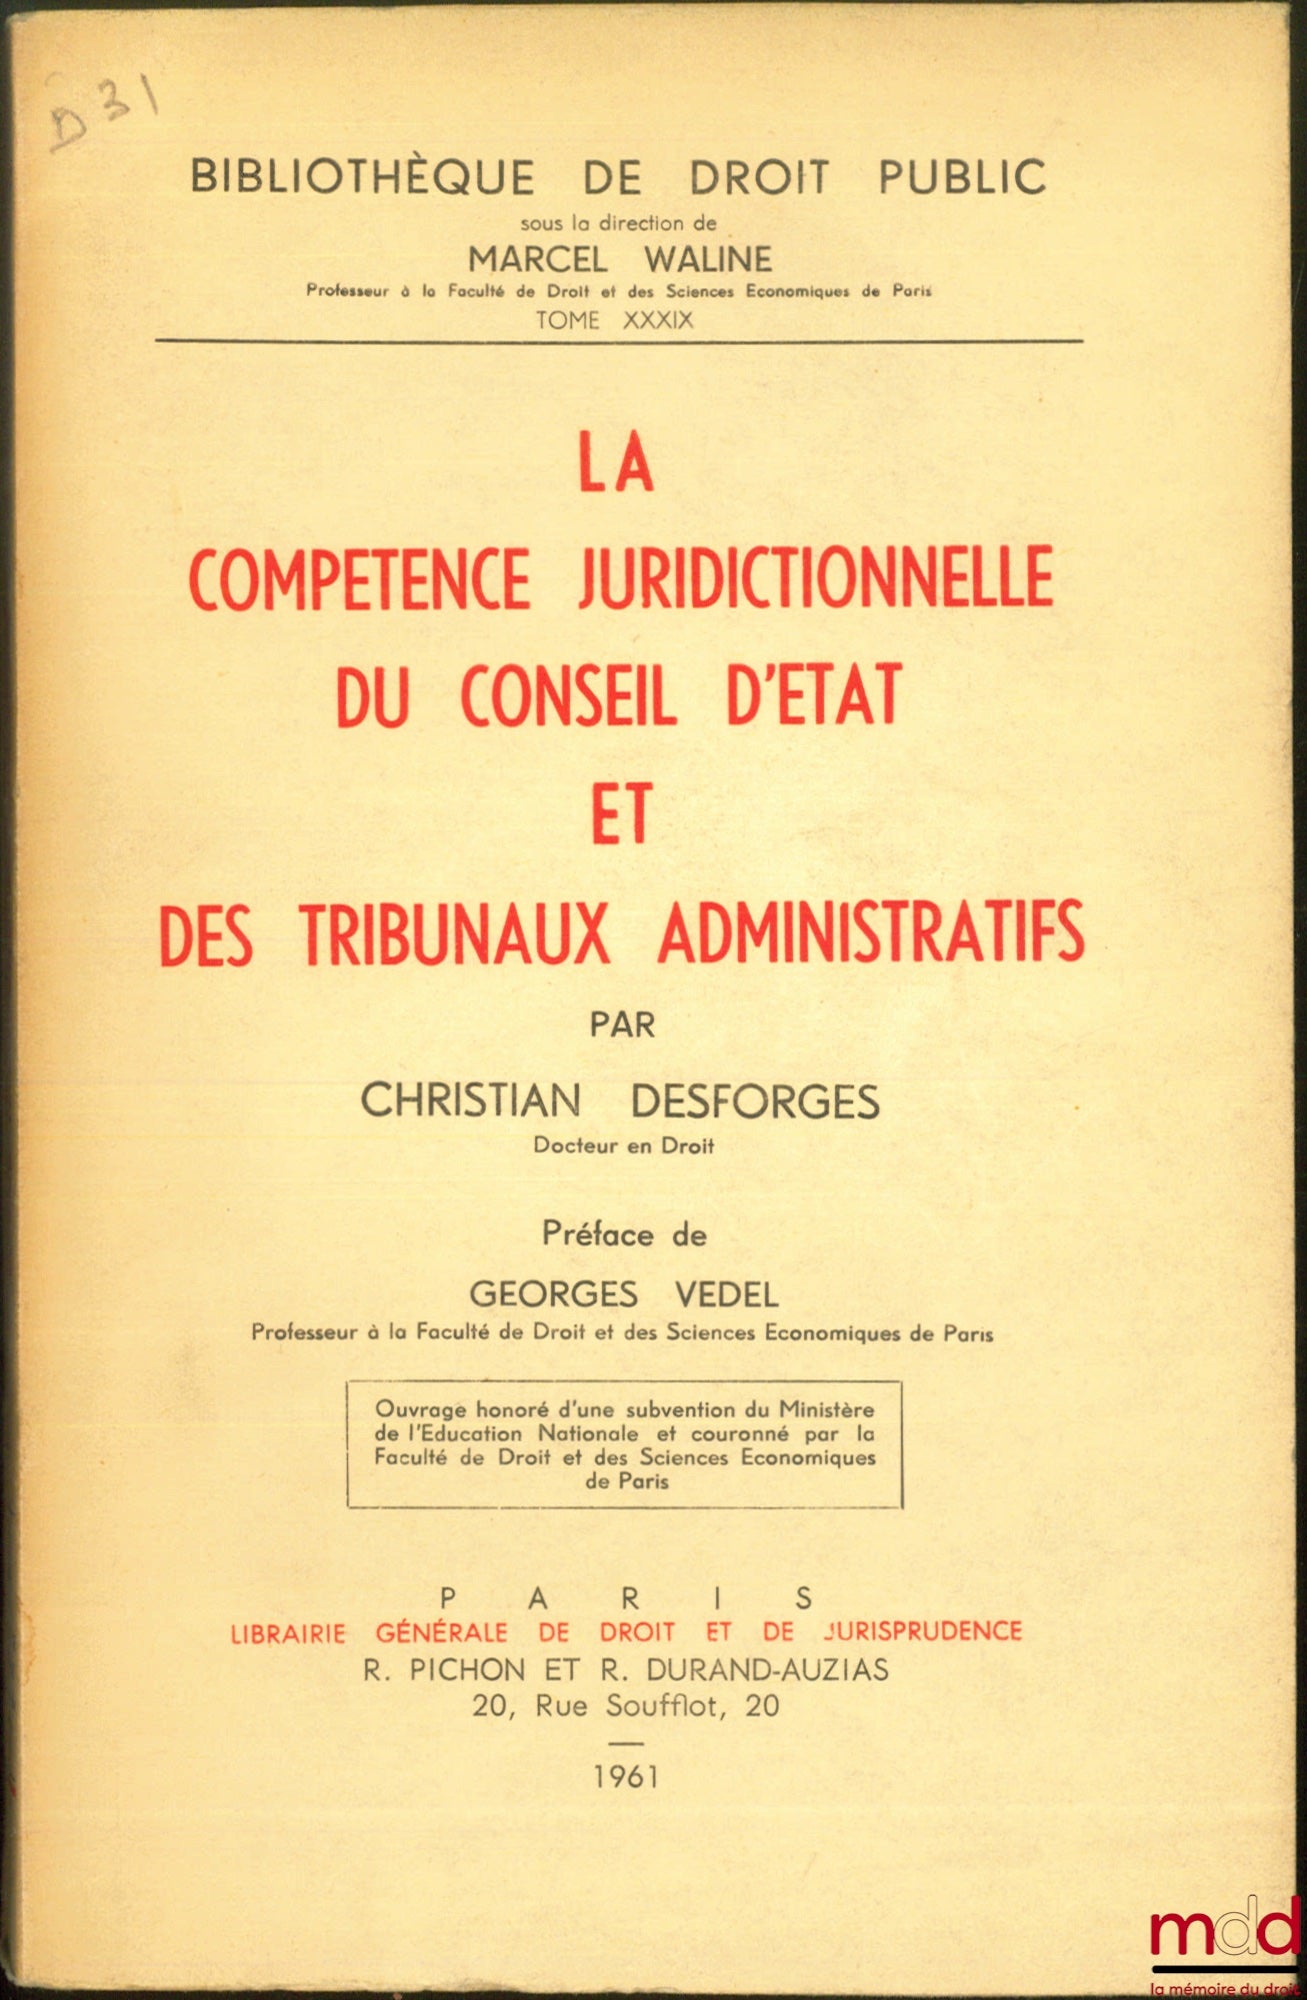 D 31
BIBLIOTHÈQUE DE DROIT PUBLIC
sous la direction de
MARCEL WALINE
Professeur à la Faculté de Droit et des Sciences Economiques de Paris
TOME XXXIX
LA
COMPETENCE JURIDICTIONNELLE
DU CONSEIL D'ETAT
ET
DES TRIBUNAUX ADMINISTRATIFS
PAR
CHRISTIAN DESFORGES
Docteur en Droit
Préface de
GEORGES VEDEL
Professeur à la Faculté de Droit et des Sciences Economiques de Paris
Ouvrage honoré d'une subvention du Ministère
de l'Education Nationale et couronné par la
Faculté de Droit et des Sciences Economiques
de Paris
PARIS
LIBRAIRIE GÉNÉRALE DE DROIT ET DE JURISPRUDENCE
R. PICHON ET R. DURAND-AUZIAS
20, Rue Soufflot, 20
1961
mdd
la mémoire du droit